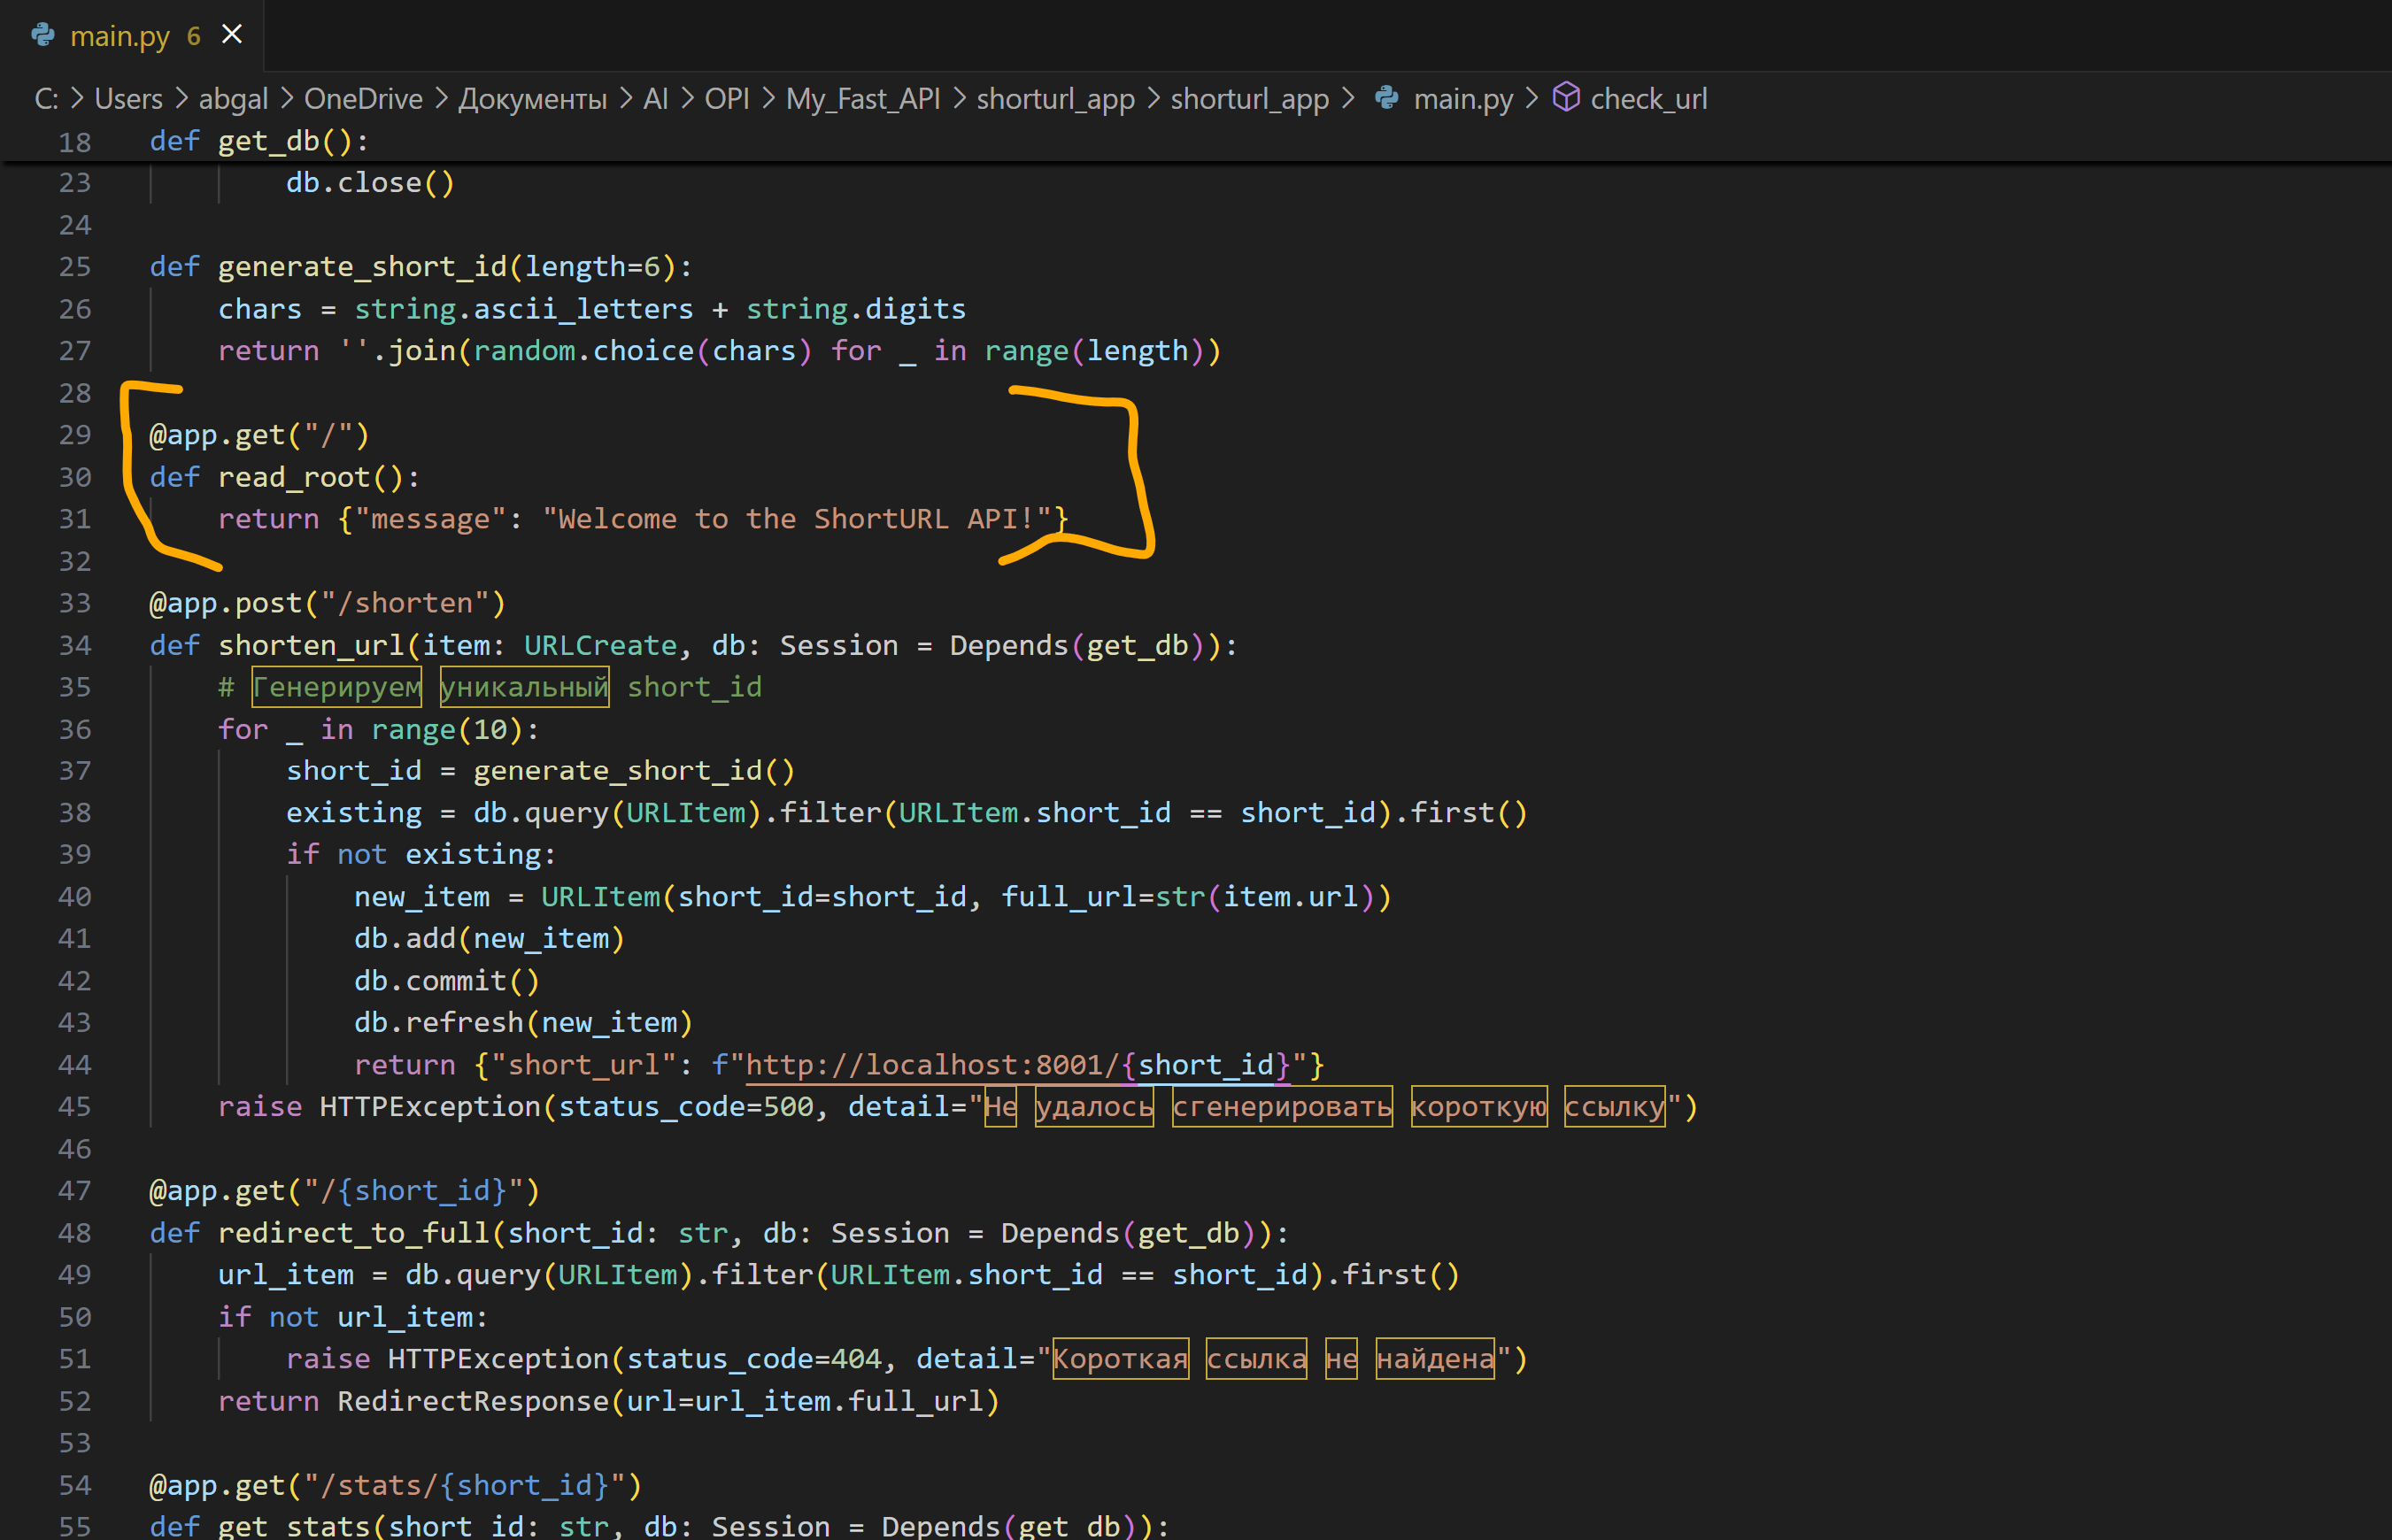 main.py 6
C: > Users > abgal > OneDrive > Документы > AI > OPI > My_Fast_API > shorturl_app > shorturl_app > main.py > check_url
18 def get_db():
23 db.close()
24
25 def generate_short_id(length=6):
26 chars = string.ascii_letters + string.digits
27 return ''.join(random.choice(chars) for _ in range(length))
28
29 @app.get("/")
30 def read_root():
31 return {"message": "Welcome to the ShortURL API!"}
32
33 @app.post("/shorten")
34 def shorten_url(item: URLCreate, db: Session = Depends(get_db)):
35 # Генерируем уникальный short_id
36 for _ in range(10):
37 short_id = generate_short_id()
38 existing = db.query(URLItem).filter(URLItem.short_id == short_id).first()
39 if not existing:
40 new_item = URLItem(short_id=short_id, full_url=str(item.url))
41 db.add(new_item)
42 db.commit()
43 db.refresh(new_item)
44 return {"short_url": f"http://localhost:8001/{short_id}"}
45 raise HTTPException(status_code=500, detail="Не удалось сгенерировать короткую ссылку")
46
47 @app.get("/{short_id}")
48 def redirect_to_full(short_id: str, db: Session = Depends(get_db)):
49 url_item = db.query(URLItem).filter(URLItem.short_id == short_id).first()
50 if not url_item:
51 raise HTTPException(status_code=404, detail="Короткая ссылка не найдена")
52 return RedirectResponse(url=url_item.full_url)
53
54 @app.get("/stats/{short_id}")
55 def get_stats(short_id: str, db: Session = Depends(get_db)):